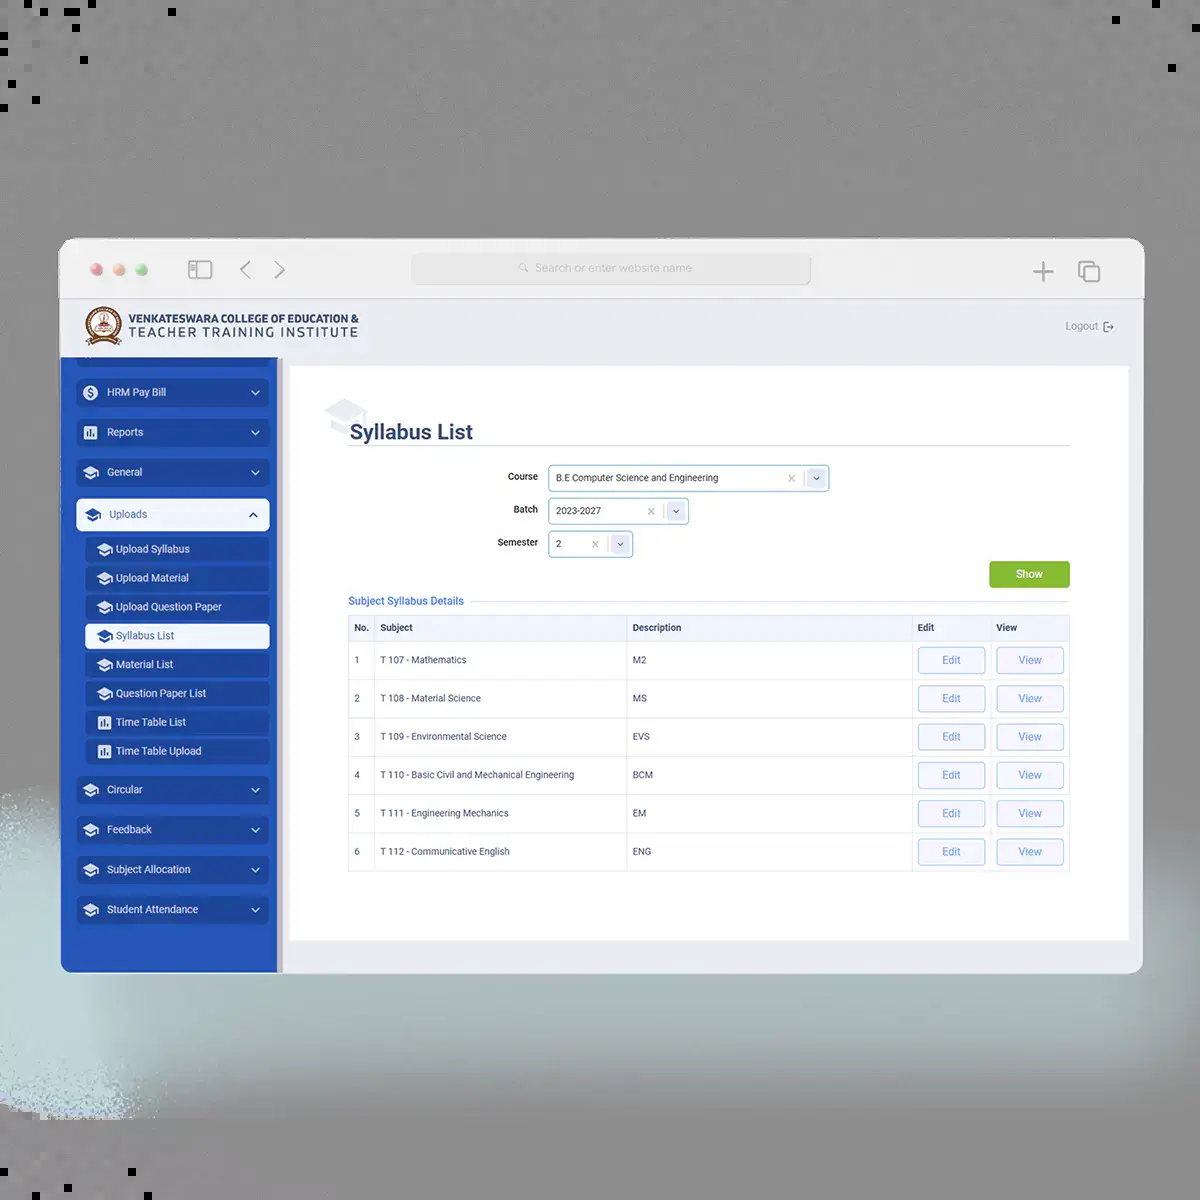 Search or enter website name
VENKATESWARA COLLEGE OF EDUCATION &
TEACHER TRAINING INSTITUTE
Logout
HRM Pay Bill
Reports
General
Uploads
Upload Syllabus
Upload Material
Upload Question Paper
Syllabus List
Material List
Question Paper List
Time Table List
Time Table Upload
Circular
Feedback
Subject Allocation
Student Attendance
Syllabus List
Course B.E Computer Science and Engineering
Batch 2023-2027
Semester 2
Show
Subject Syllabus Details
No. Subject Description Edit View
1 T 107 - Mathematics M2 Edit View
2 T 108 - Material Science MS Edit View
3 T 109 - Environmental Science EVS Edit View
4 T 110 - Basic Civil and Mechanical Engineering BCM Edit View
5 T 111 - Engineering Mechanics EM Edit View
6 T 112 - Communicative English ENG Edit View